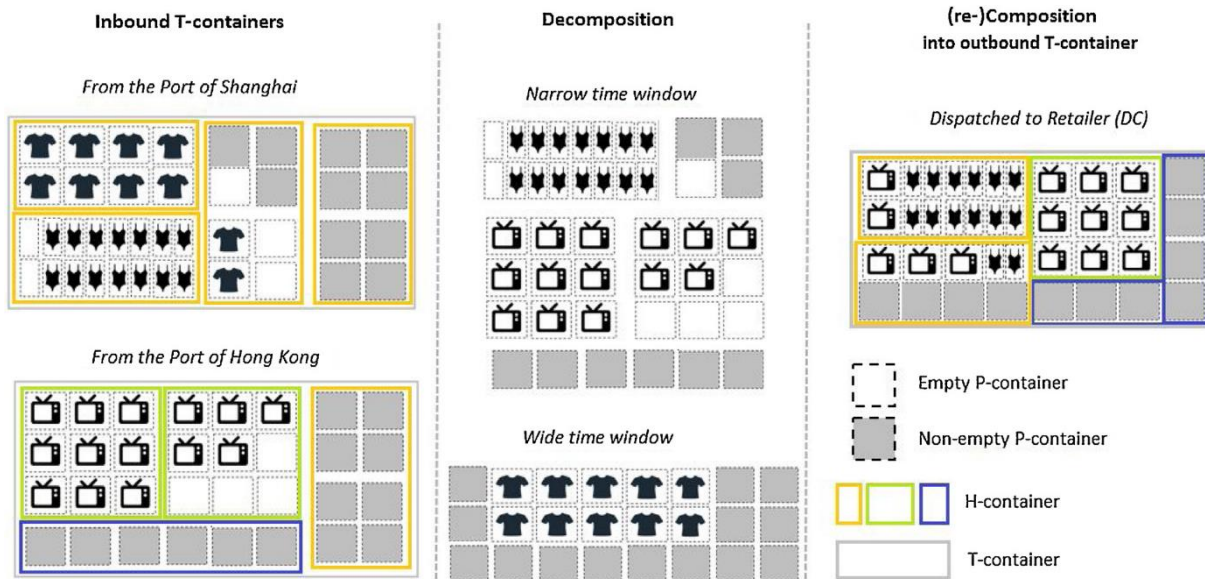 Inbound T-containers
From the Port of Shanghai
From the Port of Hong Kong
Decomposition
Narrow time window
Wide time window
(re-)Composition
into outbound T-container
Dispatched to Retailer (DC)
Empty P-container
Non-empty P-container
H-container
T-container